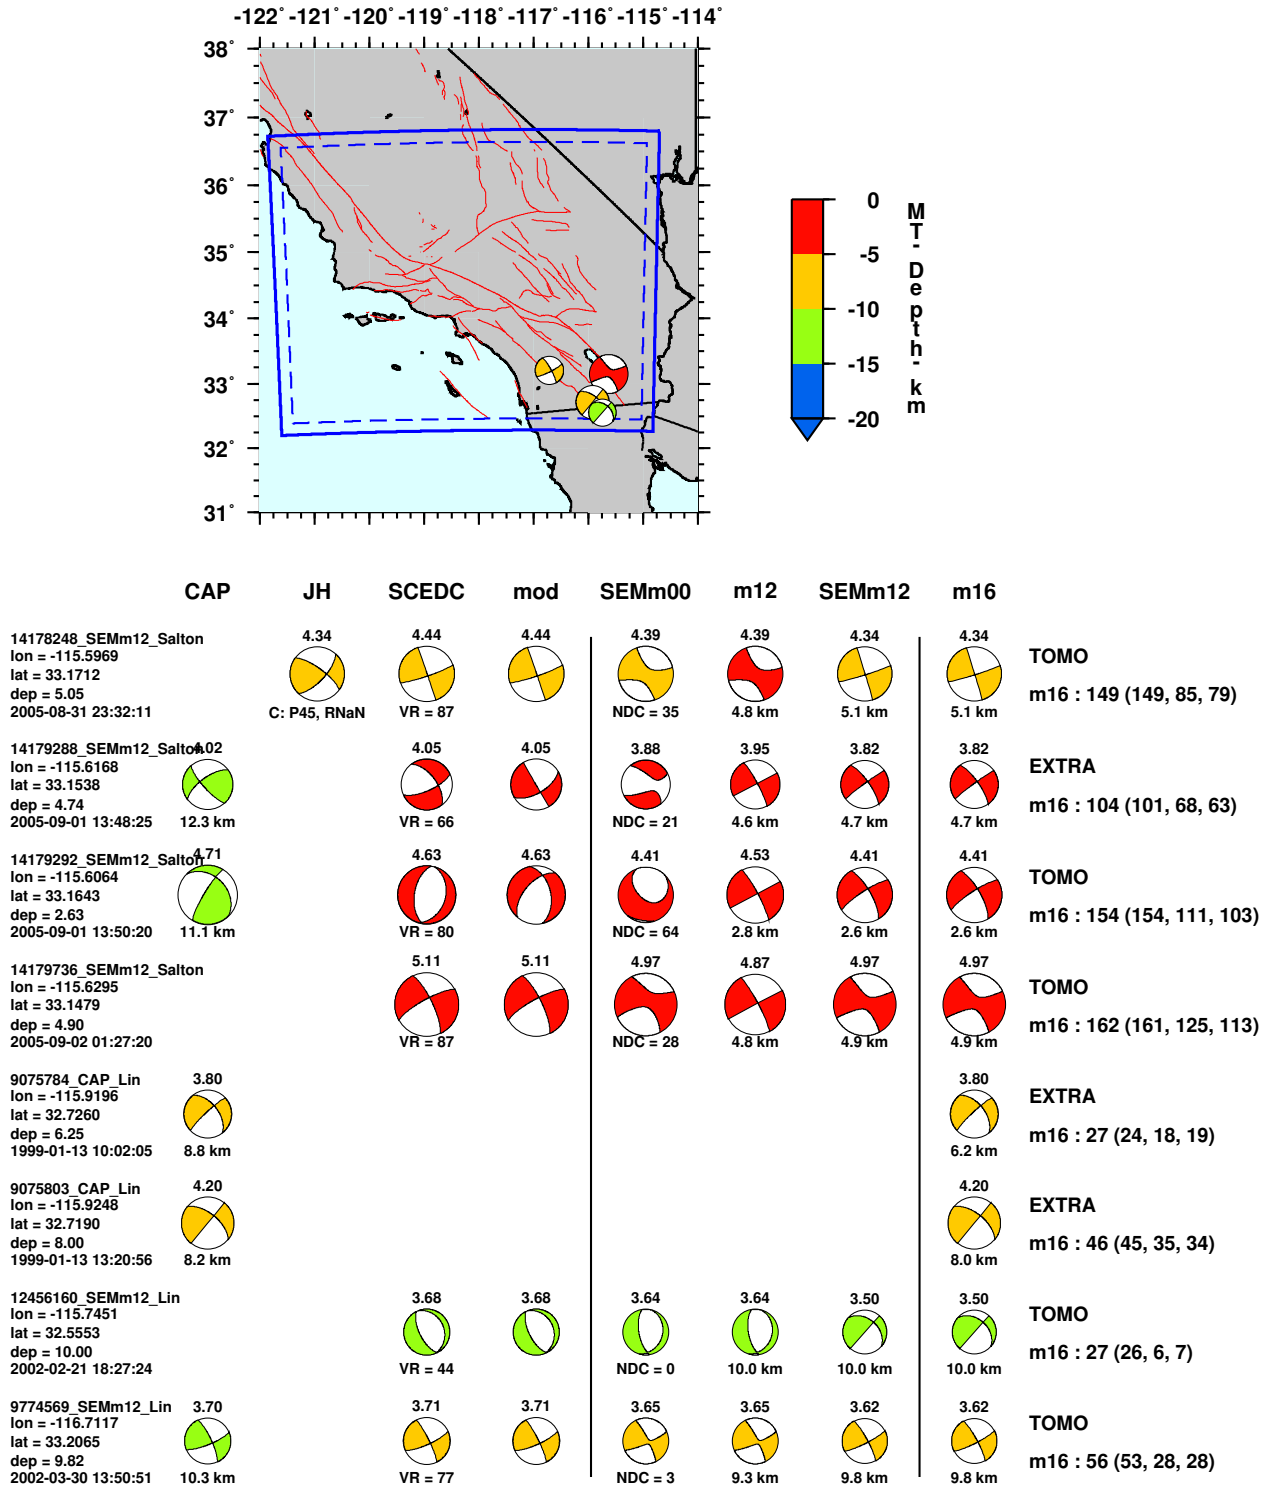 -122° -121° -120° -119° -118° -117° -116° -115° -114°
38°
37°
36°
35°
34°
33°
32°
31°
0
-5
-10
-15
-20
MT-Depth-km
CAP JH SCEDC mod SEMm00 m12 SEMm12 m16
14178248_SEMm12_Salton
lon = -115.5969
lat = 33.1712
dep = 5.05
2005-08-31 23:32:11
4.34 4.44 4.44 4.39 4.39 4.34 4.34
C: P45, RNaN VR = 87 NDC = 35 4.8 km 5.1 km 5.1 km
TOMO
m16 : 149 (149, 85, 79)
14179288_SEMm12_Salton
lon = -115.6168
lat = 33.1538
dep = 4.74
2005-09-01 13:48:25
4.02 4.05 4.05 3.88 3.95 3.82 3.82
12.3 km VR = 66 NDC = 21 4.6 km 4.7 km 4.7 km
EXTRA
m16 : 104 (101, 68, 63)
14179292_SEMm12_Salton
lon = -115.6064
lat = 33.1643
dep = 2.63
2005-09-01 13:50:20
4.71 4.63 4.63 4.41 4.53 4.41 4.41
11.1 km VR = 80 NDC = 64 2.8 km 2.6 km 2.6 km
TOMO
m16 : 154 (154, 111, 103)
14179736_SEMm12_Salton
lon = -115.6295
lat = 33.1479
dep = 4.90
2005-09-02 01:27:20
5.11 5.11 4.97 4.87 4.97 4.97
VR = 87 NDC = 28 4.8 km 4.9 km 4.9 km
TOMO
m16 : 162 (161, 125, 113)
9075784_CAP_Lin
lon = -115.9196
lat = 32.7260
dep = 6.25
1999-01-13 10:02:05
3.80 3.80
8.8 km 6.2 km
EXTRA
m16 : 27 (24, 18, 19)
9075803_CAP_Lin
lon = -115.9248
lat = 32.7190
dep = 8.00
1999-01-13 13:20:56
4.20 4.20
8.2 km 8.0 km
EXTRA
m16 : 46 (45, 35, 34)
12456160_SEMm12_Lin
lon = -115.7451
lat = 32.5553
dep = 10.00
2002-02-21 18:27:24
3.68 3.68 3.64 3.64 3.50 3.50
VR = 44 NDC = 0 10.0 km 10.0 km 10.0 km
TOMO
m16 : 27 (26, 6, 7)
9774569_SEMm12_Lin
lon = -116.7117
lat = 33.2065
dep = 9.82
2002-03-30 13:50:51
3.70 3.71 3.71 3.65 3.65 3.62 3.62
10.3 km VR = 77 NDC = 3 9.3 km 9.8 km 9.8 km
TOMO
m16 : 56 (53, 28, 28)